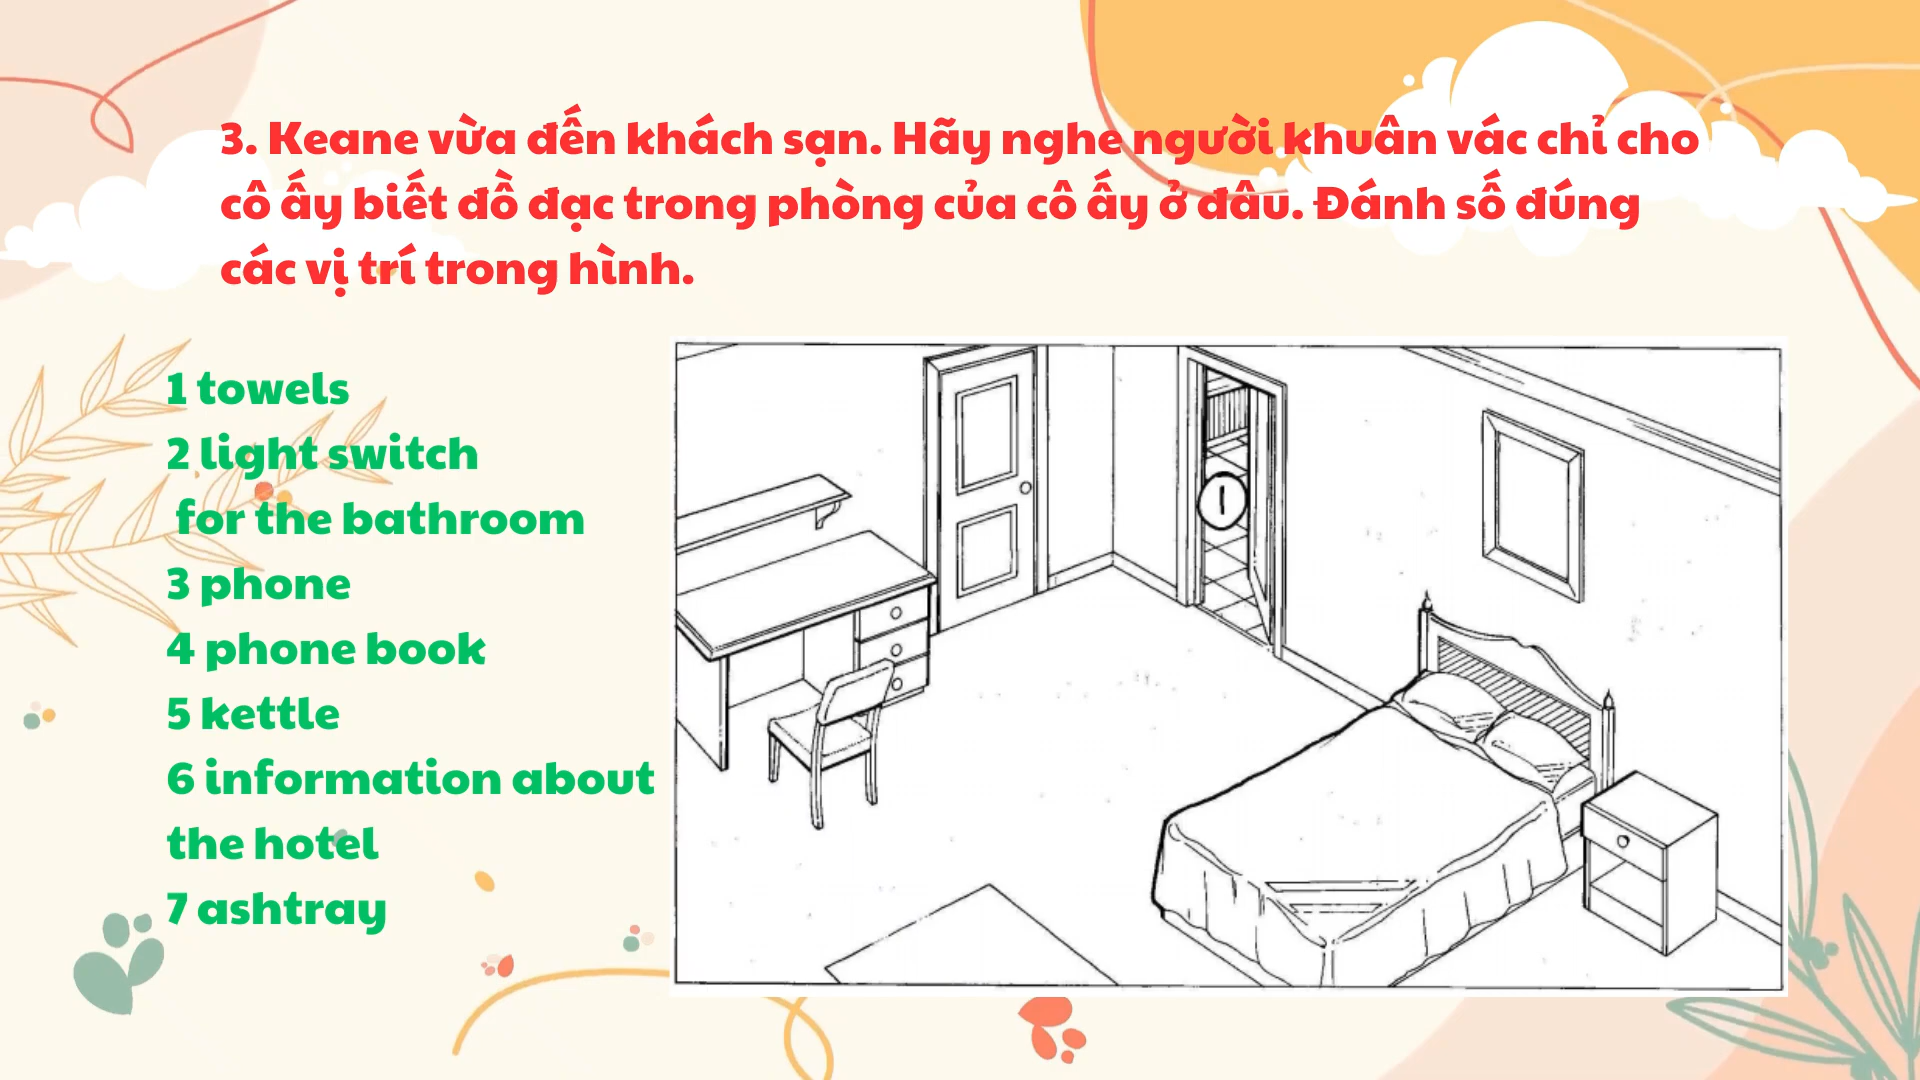 3. Keane vừa đến khách sạn. Hãy nghe người khuân vác chỉ cho
cô ấy biết đồ đạc trong phòng của cô ấy ở đâu. Đánh số đúng
các vị trí trong hình.
1 towels
2 light switch
for the bathroom
3 phone
4 phone book
5 kettle
6 information about
the hotel
7 ashtray
1